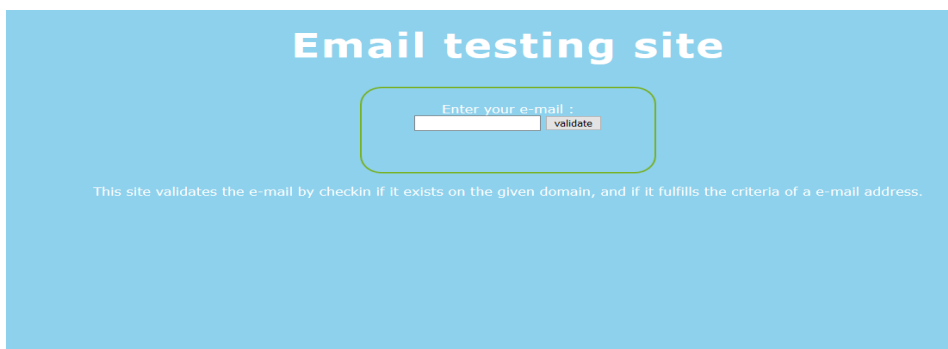 Email testing site
Enter your e-mail :
validate
This site validates the e-mail by checkin if it exists on the given domain, and if it fulfills the criteria of a e-mail address.